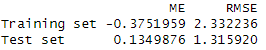 ME RMSE
Training set -0.3751959 2.332236
Test set 0.1349876 1.315920